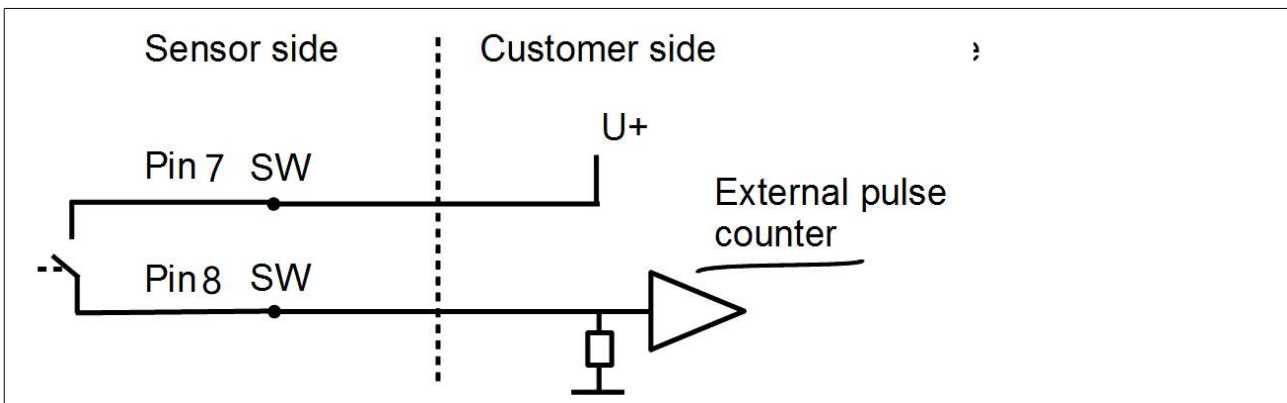 Sensor side
Customer side
U+
Pin 7 SW
External pulse
counter
Pin 8 SW